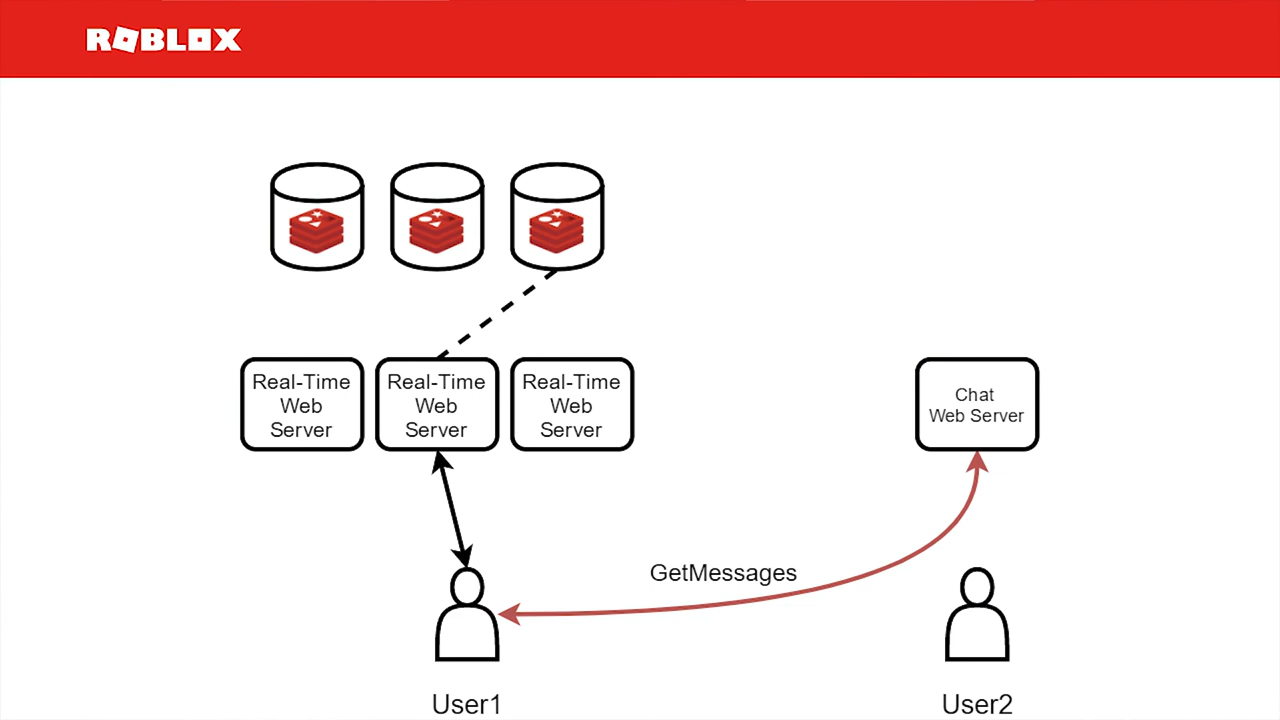 ROBLOX
Real-Time
Web
Server
Real-Time
Web
Server
Real-Time
Web
Server
Chat
Web Server
GetMessages
User1
User2